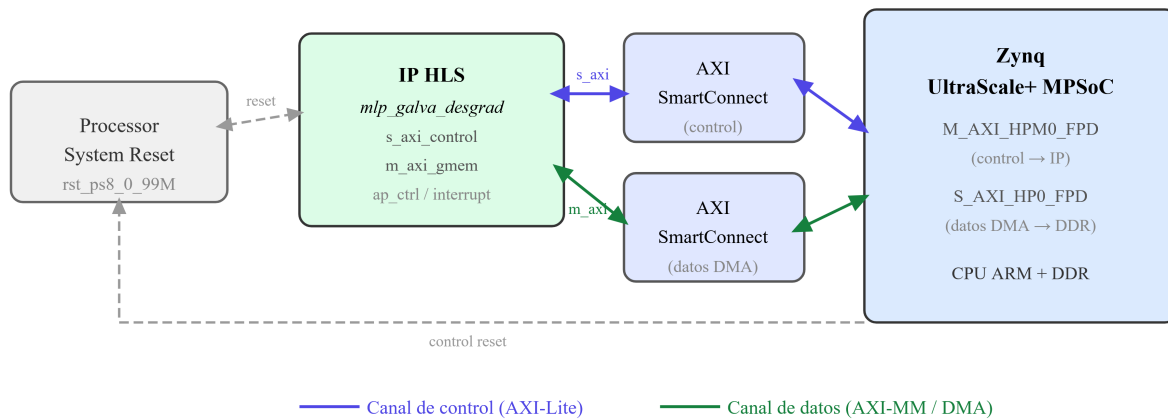 Processor
System Reset
rst_ps8_0_99M
reset
IP HLS
mlp_galva_desgrad
s_axi_control
m_axi_gmem
ap_ctrl / interrupt
s_axi
m_axi
AXI
SmartConnect
(control)
AXI
SmartConnect
(datos DMA)
Zynq
UltraScale+ MPSoC
M_AXI_HPM0_FPD
(control → IP)
S_AXI_HP0_FPD
(datos DMA → DDR)
CPU ARM + DDR
control reset
Canal de control (AXI-Lite)
Canal de datos (AXI-MM / DMA)